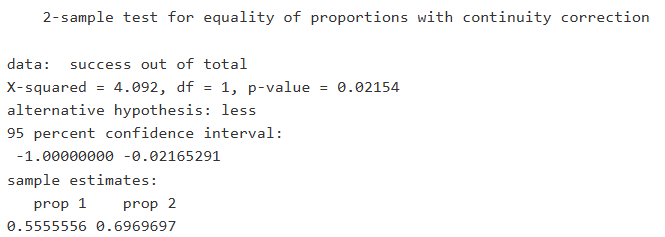 2-sample test for equality of proportions with continuity correction
data:  success out of total
X-squared = 4.092, df = 1, p-value = 0.02154
alternative hypothesis: less
95 percent confidence interval:
 -1.00000000 -0.02165291
sample estimates:
   prop 1    prop 2
0.5555556 0.6969697